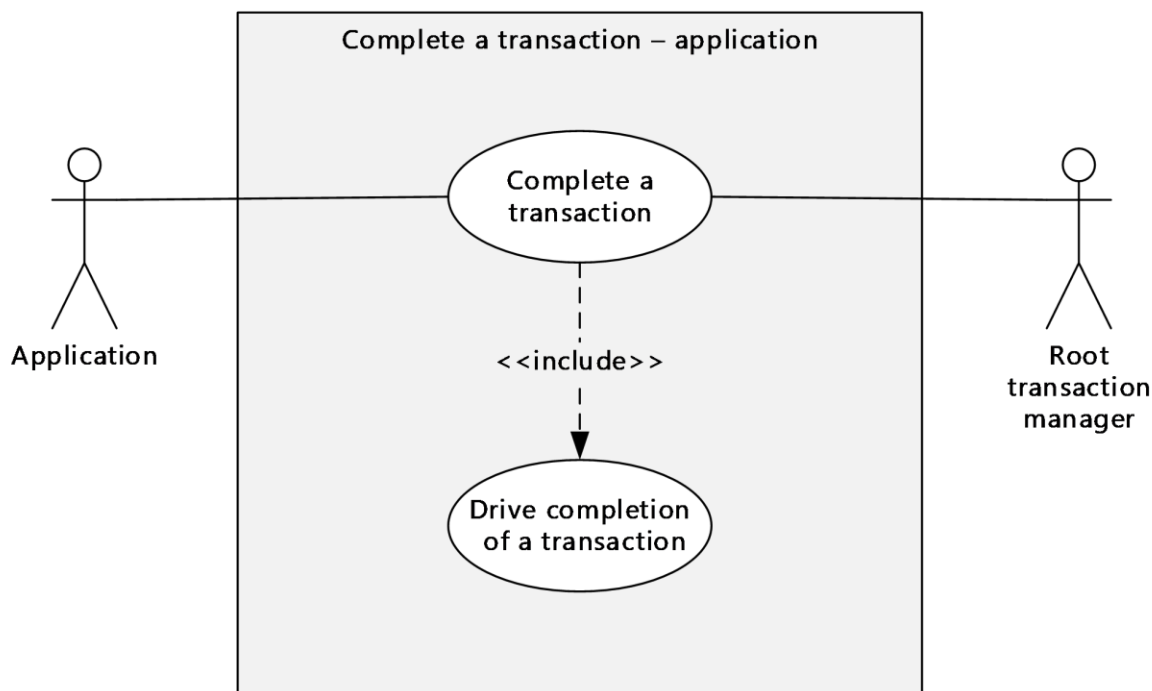 Complete a transaction – application
Complete a
transaction
Application
<<include>>
Root
transaction
manager
Drive completion
of a transaction